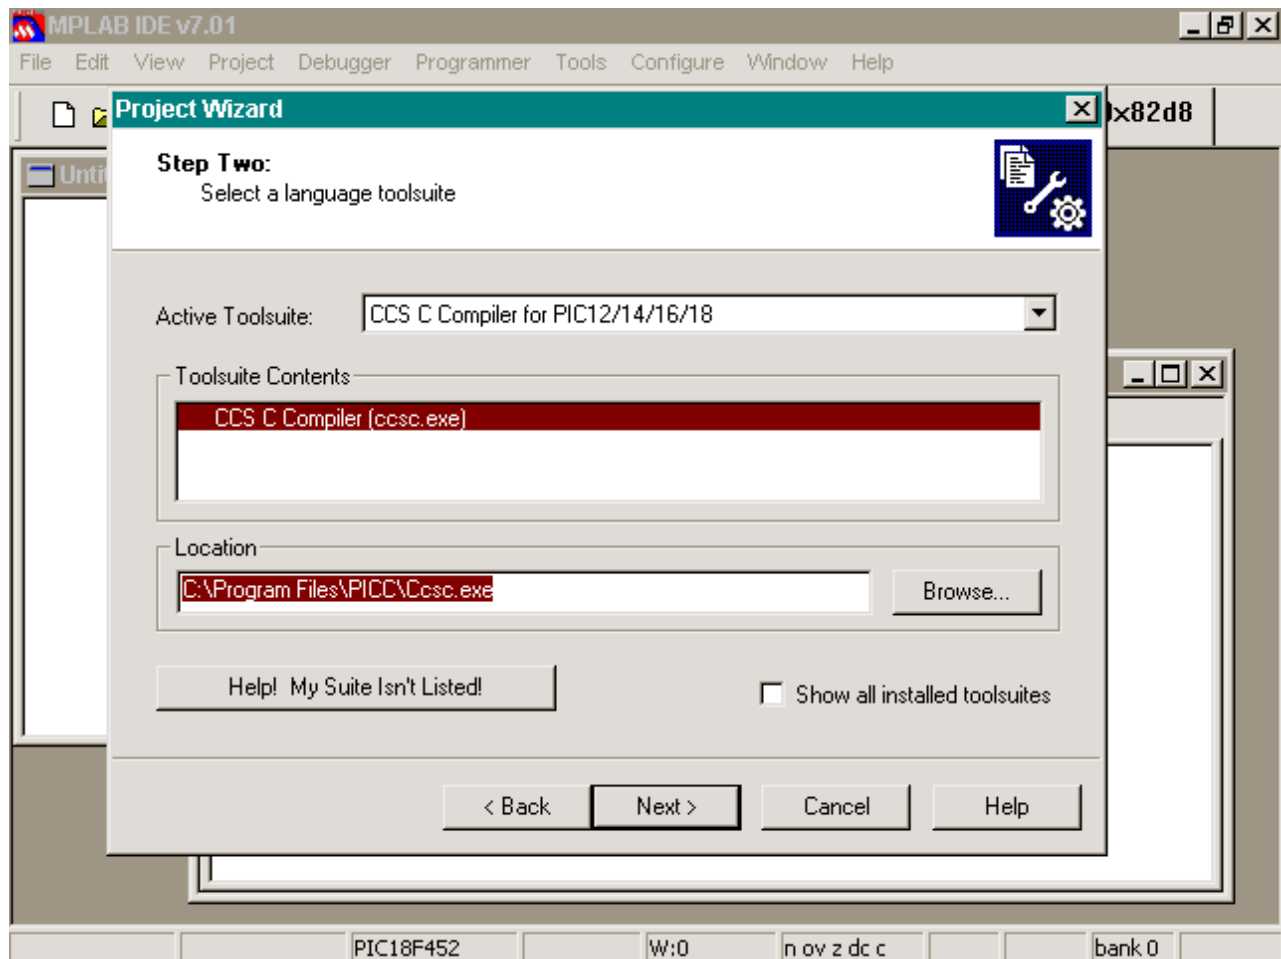 MPLAB IDE v7.01
File Edit View Project Debugger Programmer Tools Configure Window Help
Project Wizard
x82d8
Step Two:
Select a language toolsuite
Untit
Active Toolsuite: CCS C Compiler for PIC12/14/16/18
Toolsuite Contents
CCS C Compiler (ccsc.exe)
Location
C:\Program Files\PICC\Ccsc.exe
Browse...
Help! My Suite Isn't Listed!
Show all installed toolsuites
< Back Next > Cancel Help
PIC18F452 W:0 n ov z dc c bank 0